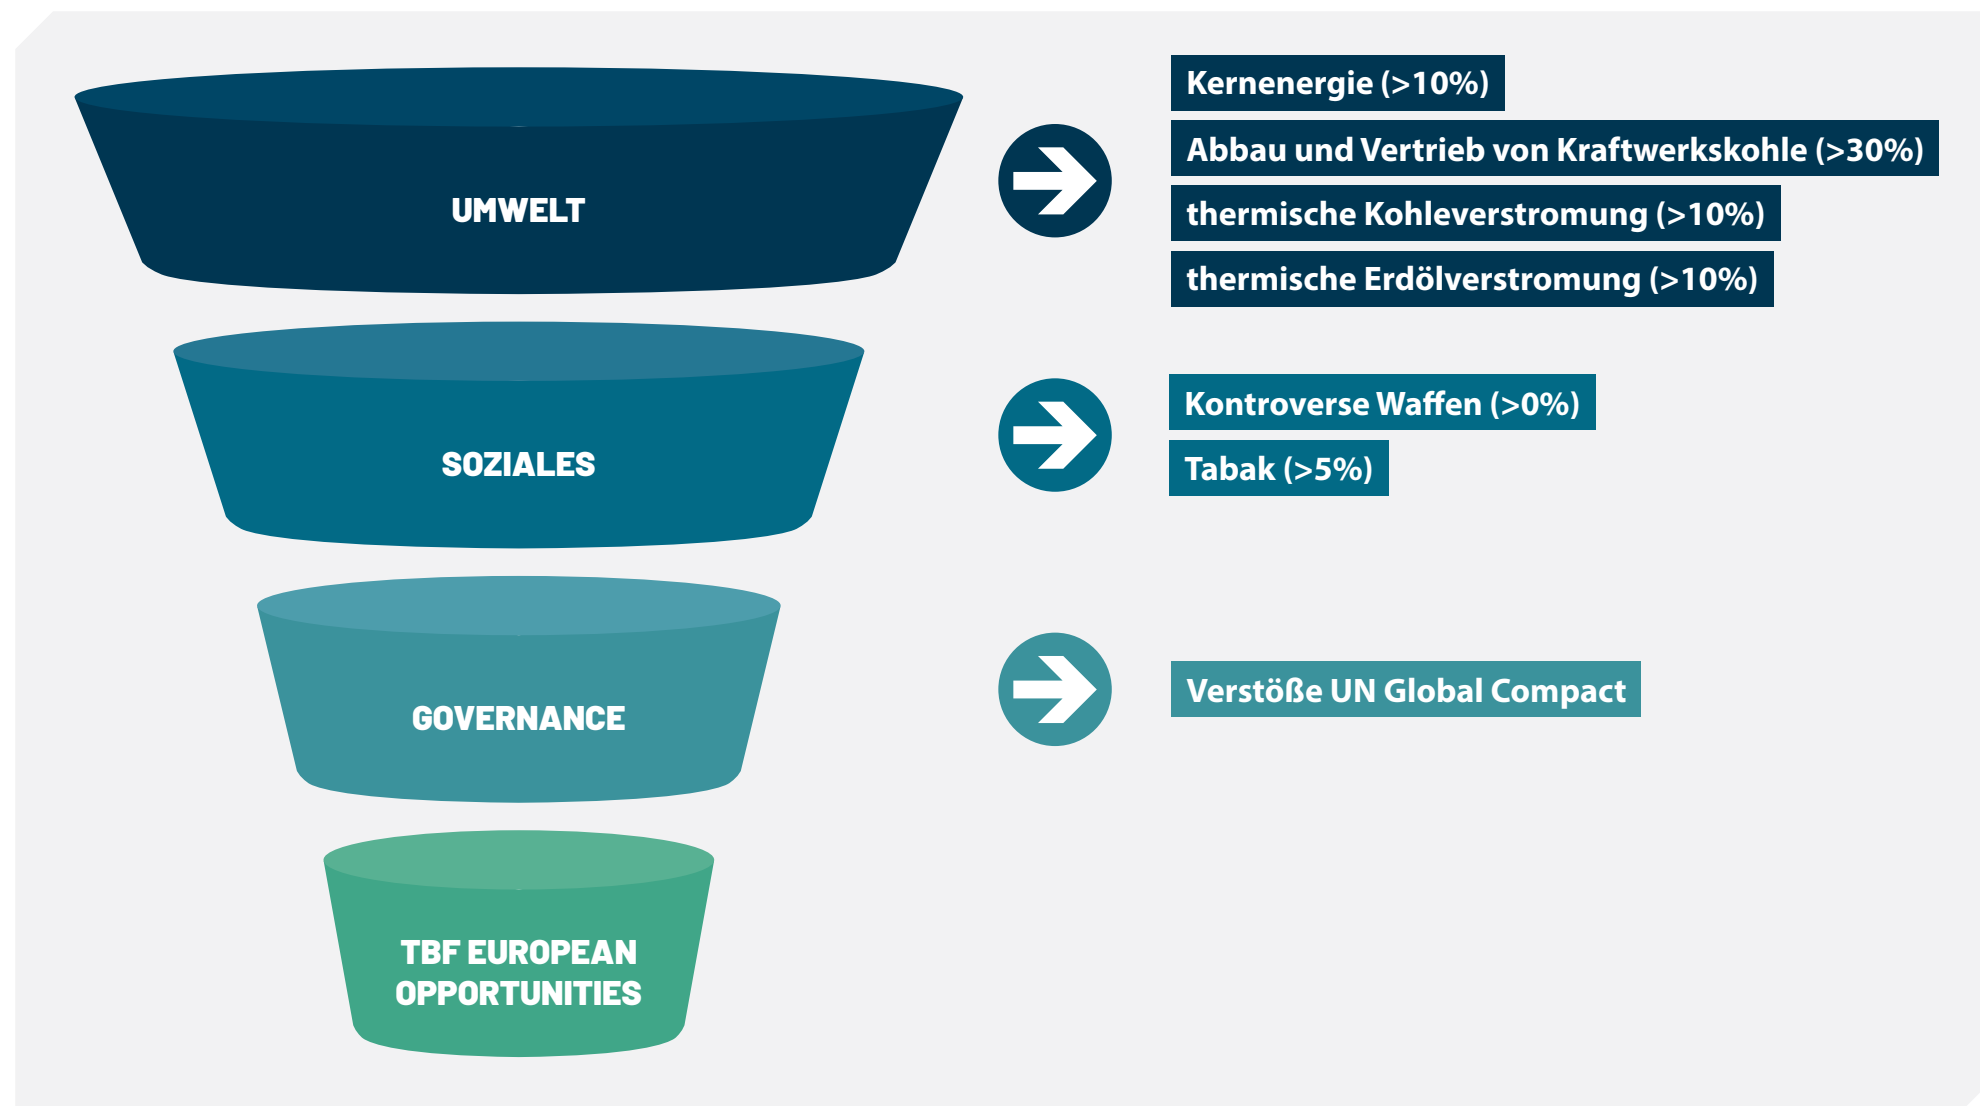 UMWELT
Kernenergie (>10%)
Abbau und Vertrieb von Kraftwerkskohle (>30%)
thermische Kohleverstromung (>10%)
thermische Erdölverstromung (>10%)
SOZIALES
Kontroverse Waffen (>0%)
Tabak (>5%)
GOVERNANCE
Verstöße UN Global Compact
TBF EUROPEAN
OPPORTUNITIES